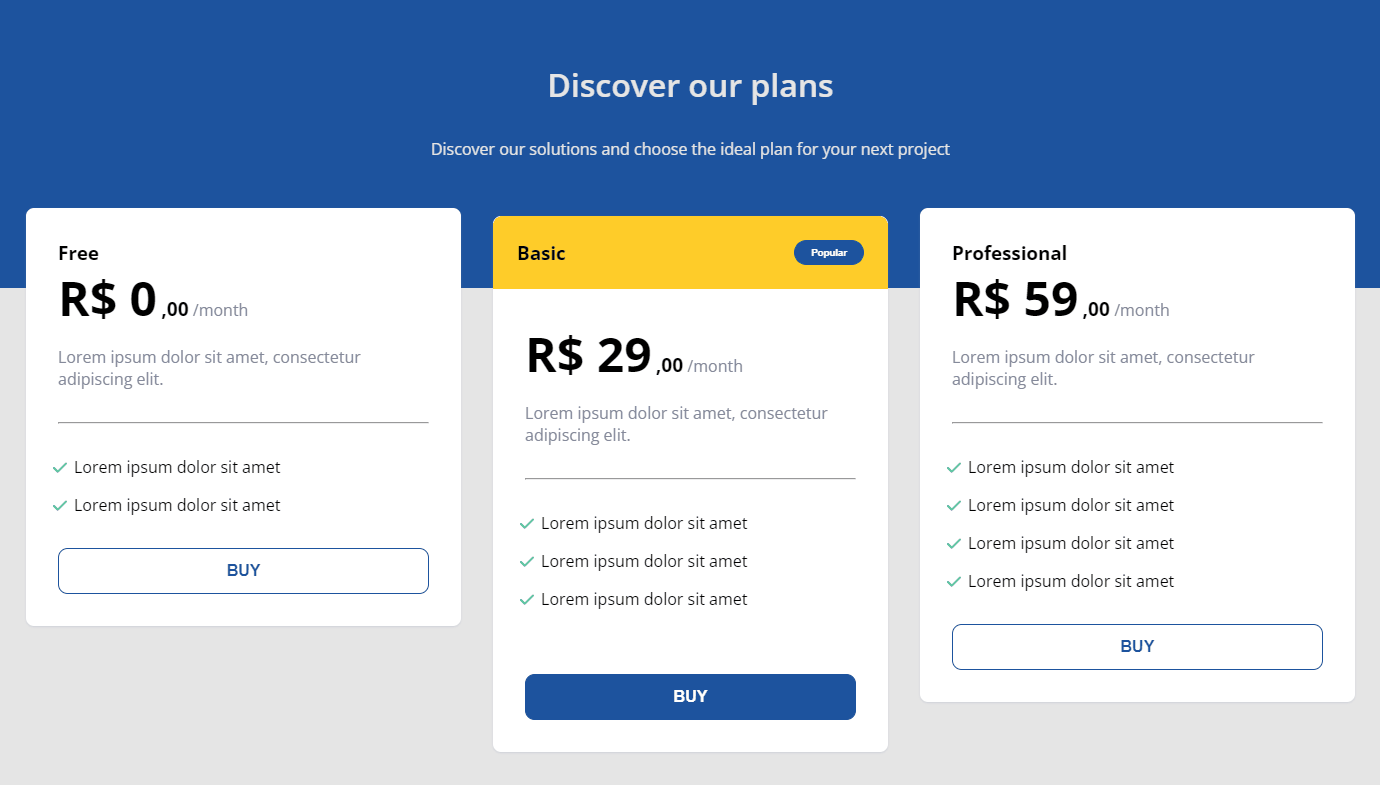 Discover our plans
Discover our solutions and choose the ideal plan for your next project
Free
R$ 0 ,00 /month
Lorem ipsum dolor sit amet, consectetur
adipiscing elit.
Lorem ipsum dolor sit amet
Lorem ipsum dolor sit amet
BUY
Basic
Popular
R$ 29 ,00 /month
Lorem ipsum dolor sit amet, consectetur
adipiscing elit.
Lorem ipsum dolor sit amet
Lorem ipsum dolor sit amet
Lorem ipsum dolor sit amet
BUY
Professional
R$ 59 ,00 /month
Lorem ipsum dolor sit amet, consectetur
adipiscing elit.
Lorem ipsum dolor sit amet
Lorem ipsum dolor sit amet
Lorem ipsum dolor sit amet
Lorem ipsum dolor sit amet
BUY